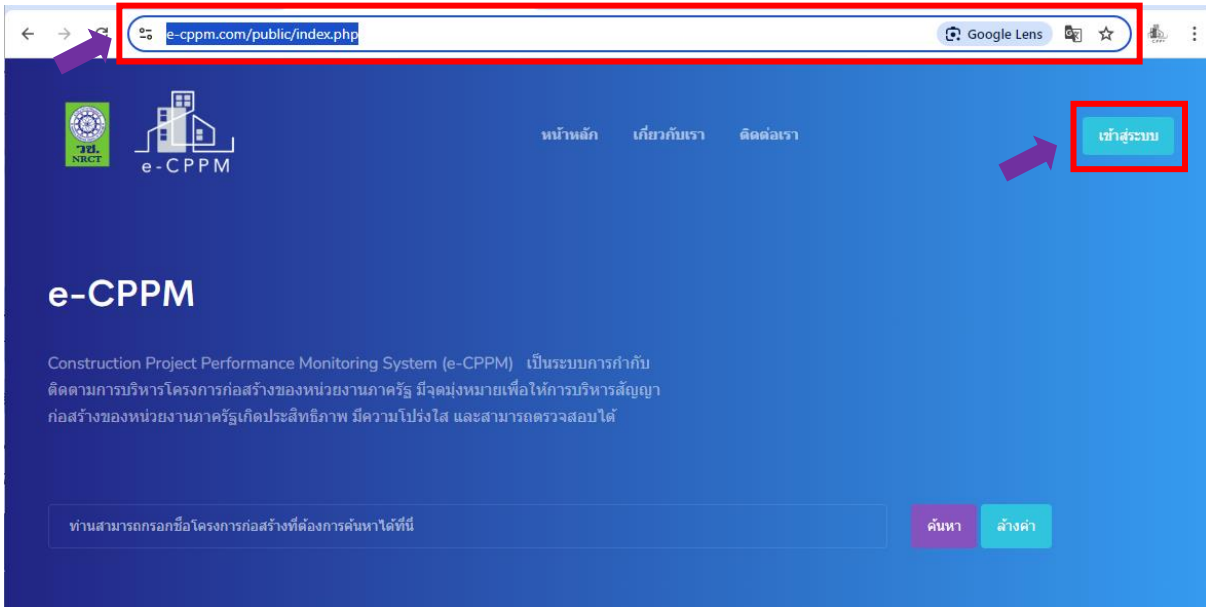 e-cppm.com/public/index.php
Google Lens
วช.
NRCT
e-CPPM
หน้าหลัก
เกี่ยวกับเรา
ติดต่อเรา
เข้าสู่ระบบ
e-CPPM
Construction Project Performance Monitoring System (e-CPPM) เป็นระบบการกำกับ
ติดตามการบริหารโครงการก่อสร้างของหน่วยงานภาครัฐ มีจุดมุ่งหมายเพื่อให้การบริหารสัญญา
ก่อสร้างของหน่วยงานภาครัฐเกิดประสิทธิภาพ มีความโปร่งใส และสามารถตรวจสอบได้
ท่านสามารถกรอกชื่อโครงการก่อสร้างที่ต้องการค้นหาได้ที่นี่
ค้นหา
ล้างค่า